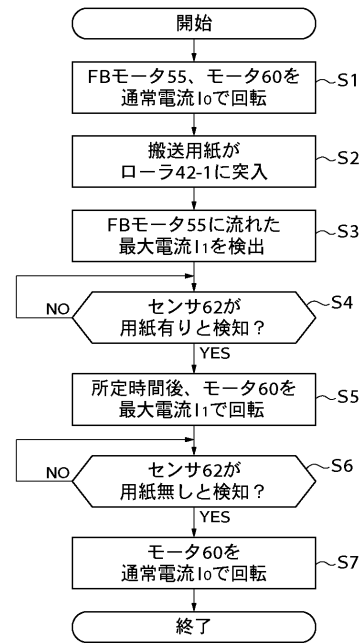 開始
FBモータ55、モータ60を
通常電流I₀で回転
S1
搬送用紙が
ローラ42-1に突入
S2
FBモータ55に流れた
最大電流I₁を検出
S3
センサ62が
用紙有りと検知？
S4
NO
YES
所定時間後、モータ60を
最大電流I₁で回転
S5
センサ62が
用紙無しと検知？
S6
NO
YES
モータ60を
通常電流I₀で回転
S7
終了